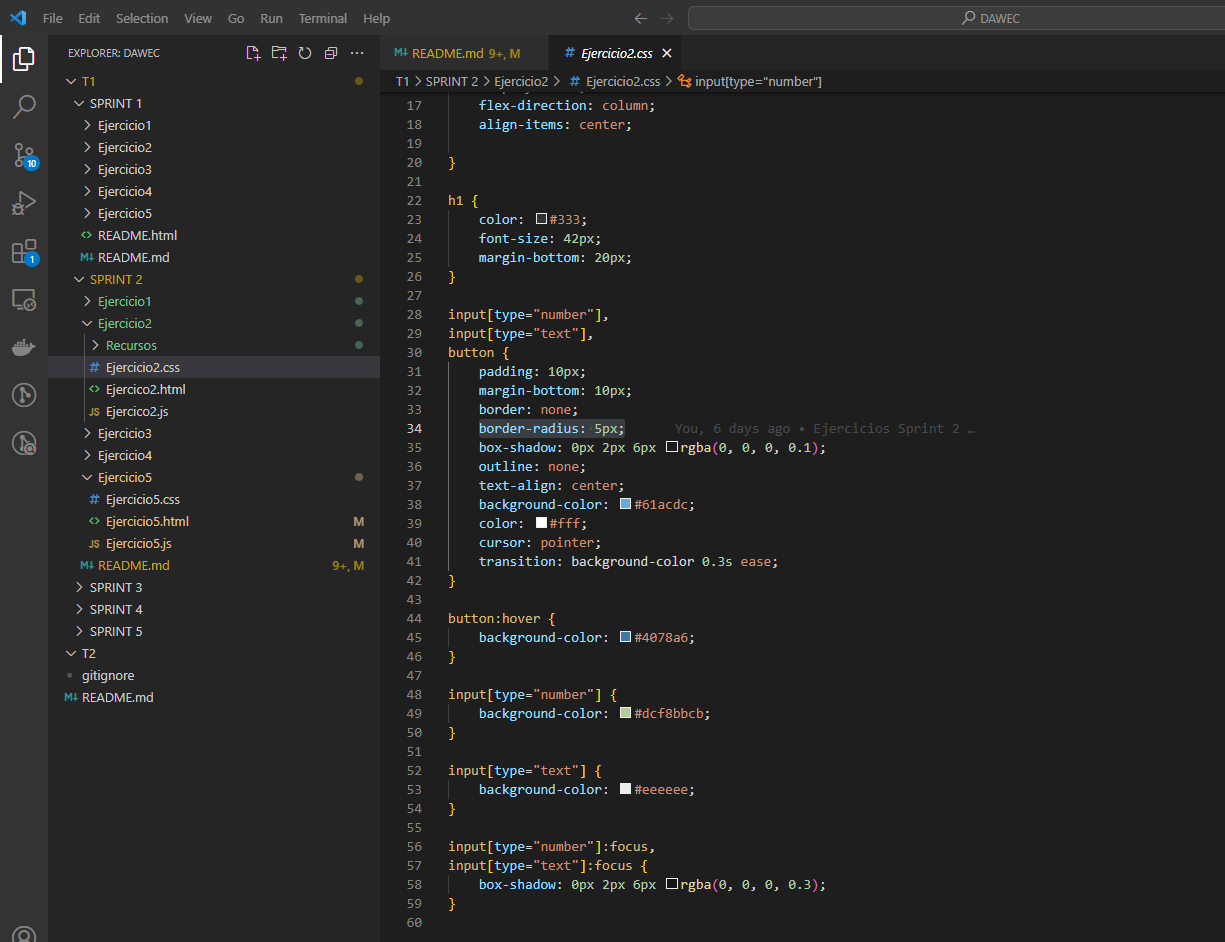 File Edit Selection View Go Run Terminal Help
DAWEC
EXPLORER: DAWEC
T1
SPRINT 1
Ejercicio1
Ejercicio2
Ejercicio3
Ejercicio4
Ejercicio5
README.html
README.md
SPRINT 2
Ejercicio1
Ejercicio2
Recursos
Ejercicio2.css
Ejercico2.html
Ejercico2.js
Ejercicio3
Ejercicio4
Ejercicio5
Ejercicio5.css
Ejercicio5.html M
Ejercicio5.js M
README.md 9+, M
SPRINT 3
SPRINT 4
SPRINT 5
T2
gitignore
README.md
10
1
README.md 9+, M
Ejercicio2.css
T1 > SPRINT 2 > Ejercicio2 > # Ejercicio2.css > input[type="number"]
17 flex-direction: column;
18 align-items: center;
19
20 }
21
22 h1 {
23 color: #333;
24 font-size: 42px;
25 margin-bottom: 20px;
26 }
27
28 input[type="number"],
29 input[type="text"],
30 button {
31 padding: 10px;
32 margin-bottom: 10px;
33 border: none;
34 border-radius: 5px; You, 6 days ago • Ejercicios Sprint 2 …
35 box-shadow: 0px 2px 6px rgba(0, 0, 0, 0.1);
36 outline: none;
37 text-align: center;
38 background-color: #61acdc;
39 color: #fff;
40 cursor: pointer;
41 transition: background-color 0.3s ease;
42 }
43
44 button:hover {
45 background-color: #4078a6;
46 }
47
48 input[type="number"] {
49 background-color: #dcf8bbcb;
50 }
51
52 input[type="text"] {
53 background-color: #eeeeee;
54 }
55
56 input[type="number"]:focus,
57 input[type="text"]:focus {
58 box-shadow: 0px 2px 6px rgba(0, 0, 0, 0.3);
59 }
60